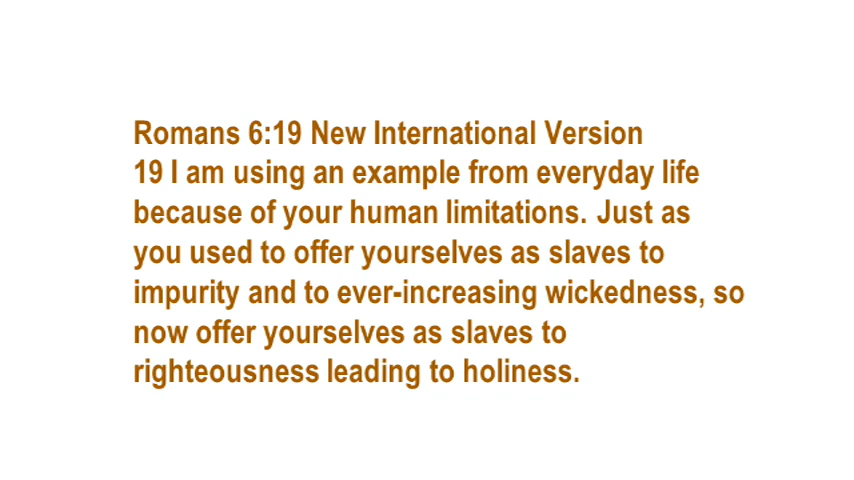 Romans 6:19 New International Version
19 I am using an example from everyday life
because of your human limitations. Just as
you used to offer yourselves as slaves to
impurity and to ever-increasing wickedness, so
now offer yourselves as slaves to
righteousness leading to holiness.